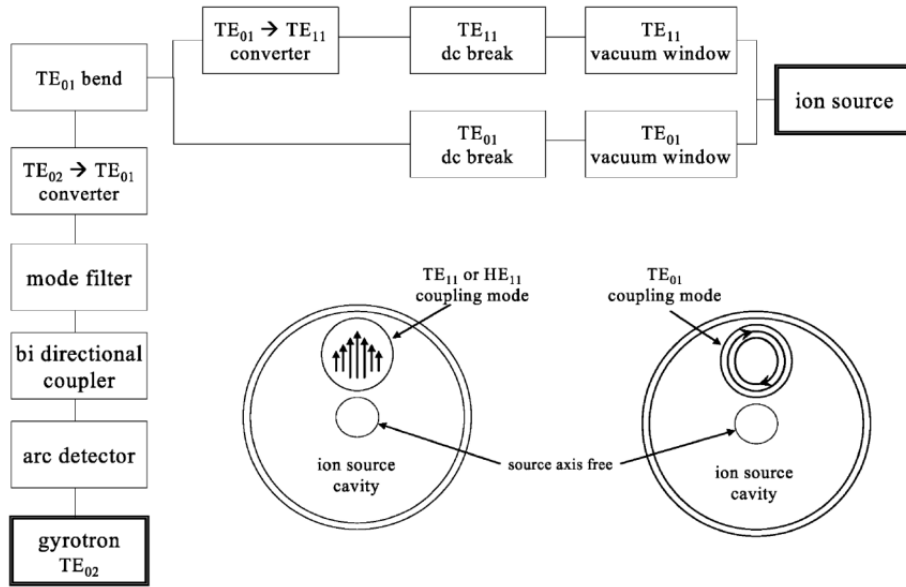 TE₀₁ → TE₁₁
converter
TE₁₁
dc break
TE₁₁
vacuum window
TE₀₁ bend
ion source
TE₀₁
dc break
TE₀₁
vacuum window
TE₀₂ → TE₀₁
converter
mode filter
bi directional
coupler
arc detector
gyrotron
TE₀₂
TE₁₁ or HE₁₁
coupling mode
TE₀₁
coupling mode
source axis free
ion source
cavity
ion source
cavity